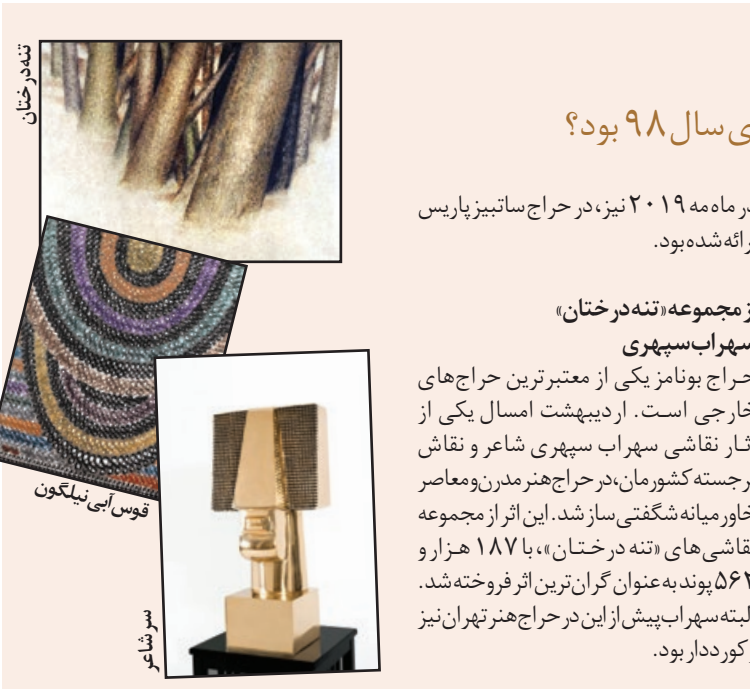 ی سال ۹۸ بود؟
در ماه مه ۲۰۱۹ نیز، در حراج ساتبیز پاریس
رائه شده بود.
ز مجموعه «تنه درختان»
سهراب سپهری
حراج بونامز یکی از معتبرترین حراج‌های
خارجی است. اردیبهشت امسال یکی از
ثار نقاشی سهراب سپهری شاعر و نقاش
رجسته کشورمان، در حراج هنر مدرن و معاصر
خاورمیانه شگفتی‌ساز شد. این اثر از مجموعه
قاشی‌های «تنه درختان»، با ۱۸۷ هزار و
۵۶۲ پوند به عنوان گران‌ترین اثر فروخته شد.
لبته سهراب پیش از این در حراج هنر تهران نیز
کورددار بود.
تنه درختان
قوس آبی نیلگون
سر شاعر